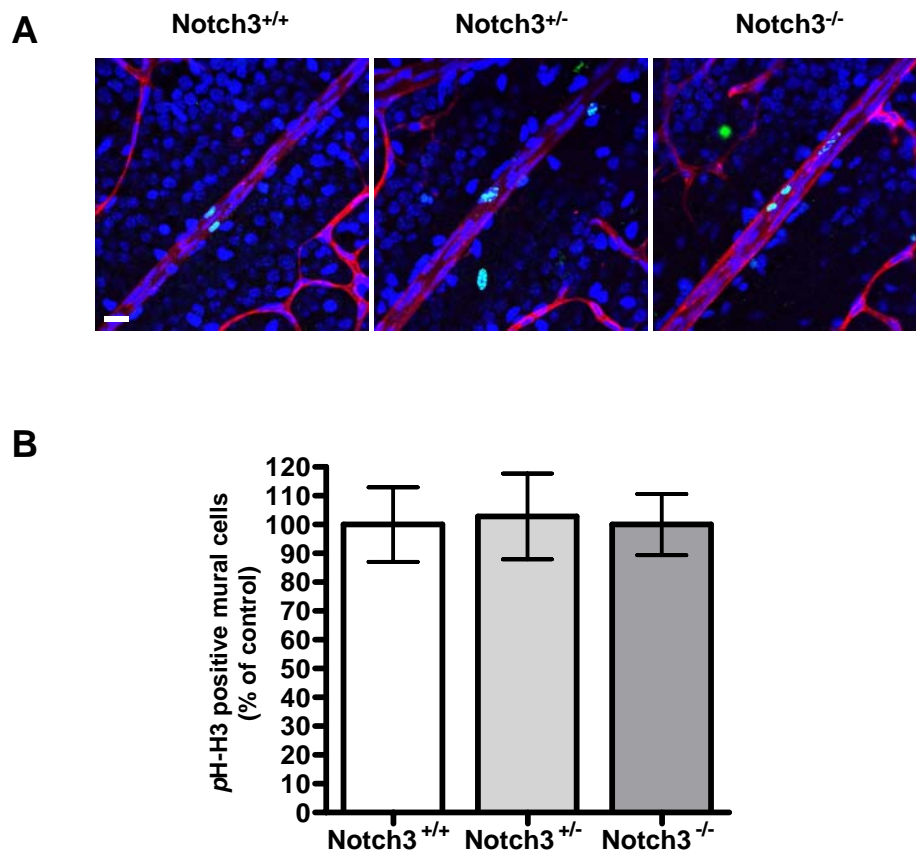 A
Notch3+/+ Notch3+/- Notch3-/-
B
pH-H3 positive mural cells
(% of control)
120
110
100
90
80
70
60
50
40
30
20
10
0
Notch3+/+ Notch3+/- Notch3-/-